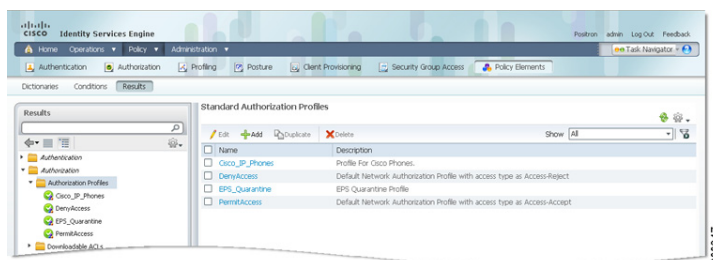 CISCO Identity Services Engine
Positron admin Log Out Feedback
Home Operations Policy Administration
Task Navigator
Authentication Authorization Profiling Posture Client Provisioning Security Group Access Policy Elements
Dictionaries Conditions Results
Results
Authentication
Authorization
Authorization Profiles
Cisco_IP_Phones
DenyAccess
EPS_Quarantine
PermitAccess
Downloadable ACLs
Standard Authorization Profiles
Edit Add Duplicate Delete Show All
Name Description
Cisco_IP_Phones Profile For Cisco Phones.
DenyAccess Default Network Authorization Profile with access type as Access-Reject
EPS_Quarantine EPS Quarantine Profile
PermitAccess Default Network Authorization Profile with access type as Access-Accept